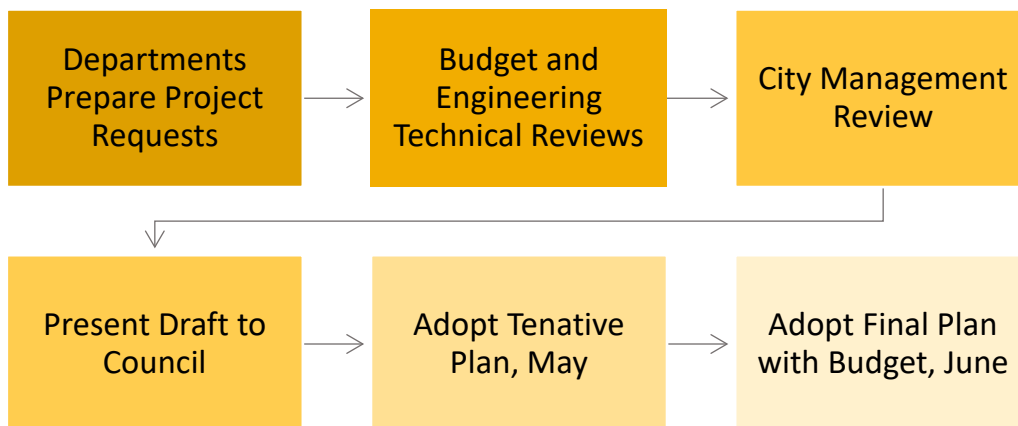 Departments
Prepare Project
Requests
Budget and
Engineering
Technical Reviews
City Management
Review
Present Draft to
Council
Adopt Tenative
Plan, May
Adopt Final Plan
with Budget, June